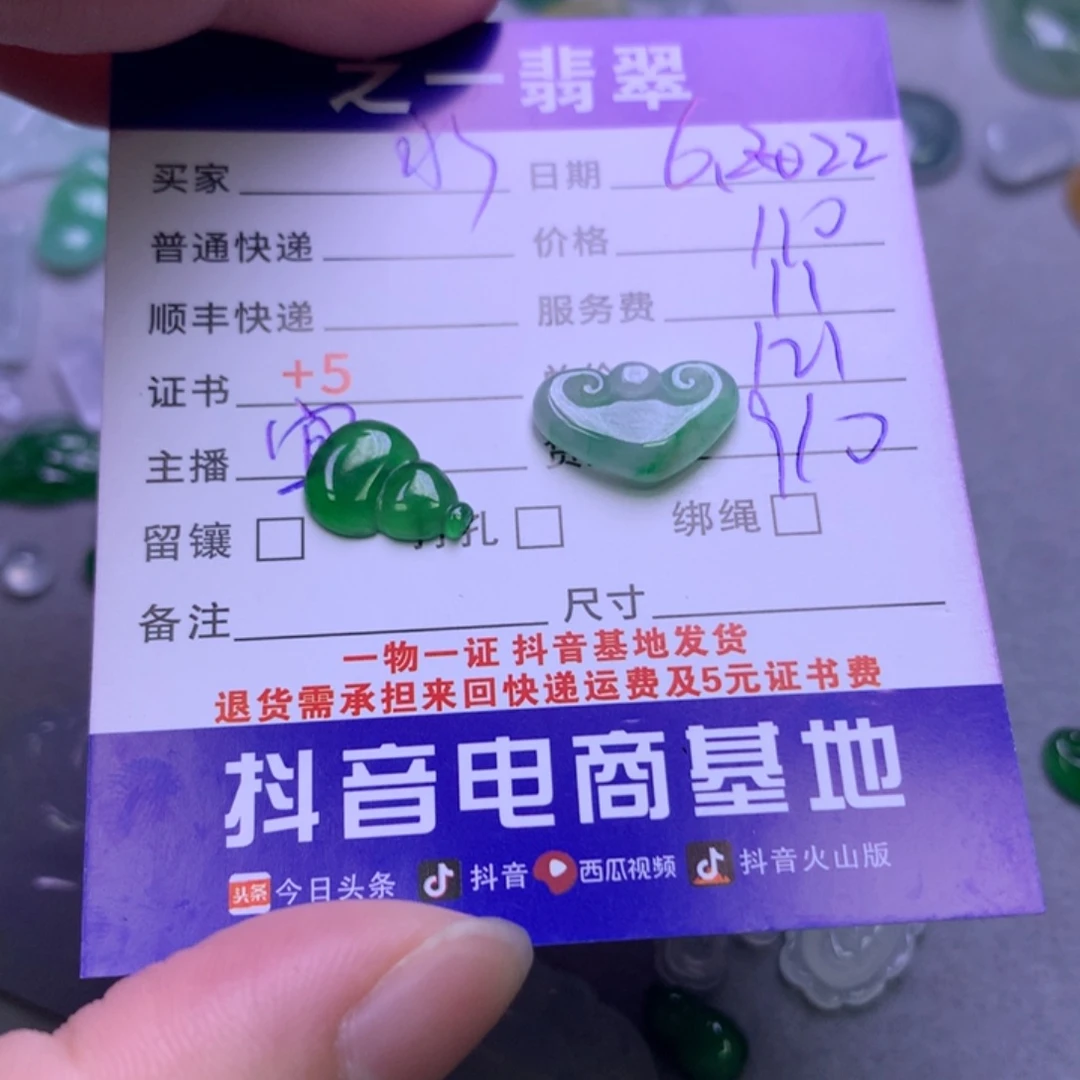 之一翡翠
买家 日期 6.2022
普通快递 价格 110
顺丰快递 服务费 11
证书 +5 121
主播 910
留镶 扎 绑绳
备注 尺寸
一物一证 抖音基地发货
退货需承担来回快递运费及5元证书费
抖音电商基地
头条 今日头条 抖音 西瓜视频 抖音火山版